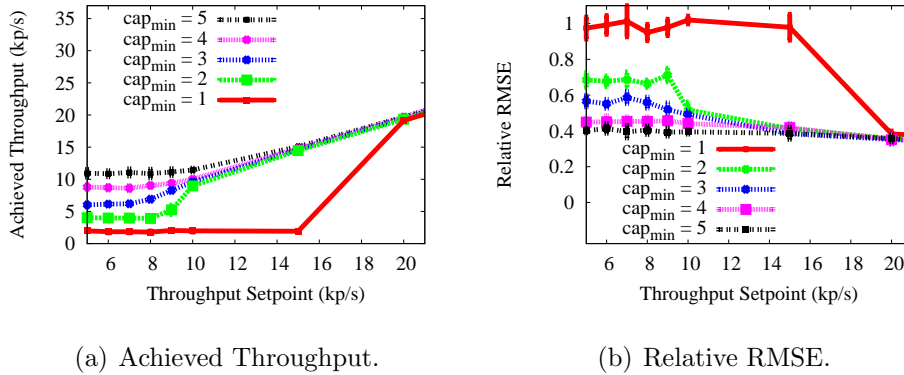 35
30
25
20
15
10
5
0
Achieved Throughput (kp/s)
cap_min = 5
cap_min = 4
cap_min = 3
cap_min = 2
cap_min = 1
6 8 10 12 14 16 18 20
Throughput Setpoint (kp/s)
(a) Achieved Throughput.
1
0.8
0.6
0.4
0.2
0
Relative RMSE
cap_min = 1
cap_min = 2
cap_min = 3
cap_min = 4
cap_min = 5
6 8 10 12 14 16 18 20
Throughput Setpoint (kp/s)
(b) Relative RMSE.